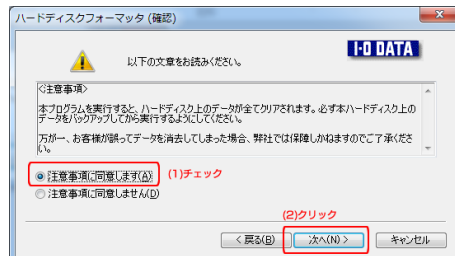 ハードディスクフォーマッタ (確認)
I-O DATA
以下の文章をお読みください。
<注意事項>
本プログラムを実行すると、ハードディスク上のデータが全てクリアされます。必ず本ハードディスク上の
データをバックアップしてから実行するようにしてください。
万が一、お客様が誤ってデータを消去してしまった場合、弊社では保障しかねますのでご了承くださ
い。
注意事項に同意します(A)
(1)チェック
注意事項に同意しません(D)
(2)クリック
< 戻る(B)
次へ(N) >
キャンセル